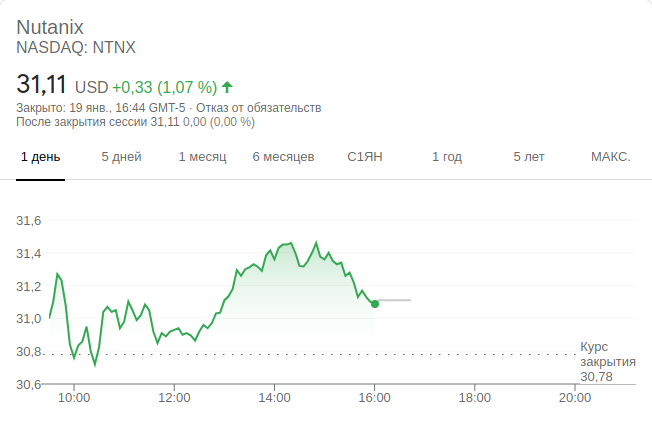 Nutanix
NASDAQ: NTNX
31,11 USD +0,33 (1,07 %)
Закрыто: 19 янв., 16:44 GMT-5 · Отказ от обязательств
После закрытия сессии 31,11 0,00 (0,00 %)
1 день 5 дней 1 месяц 6 месяцев С1ЯН 1 год 5 лет МАКС.
31,6
31,4
31,2
31,0
30,8
Курс
закрытия
30,78
30,6
10:00 12:00 14:00 16:00 18:00 20:00